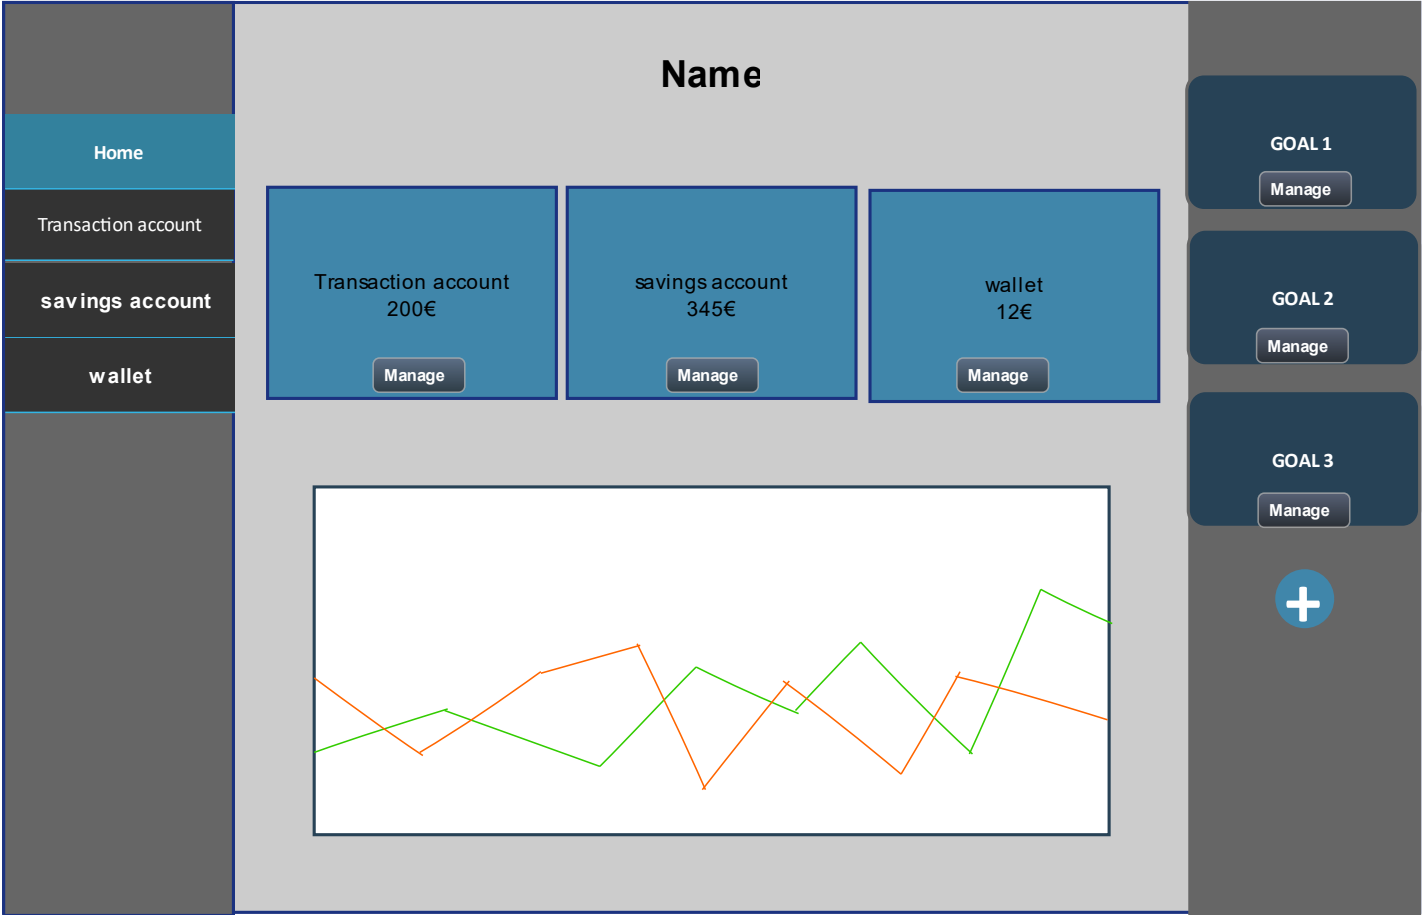 Name
Home
Transaction account
savings account
wallet
Transaction account
200€
Manage
savings account
345€
Manage
wallet
12€
Manage
GOAL 1
Manage
GOAL 2
Manage
GOAL 3
Manage